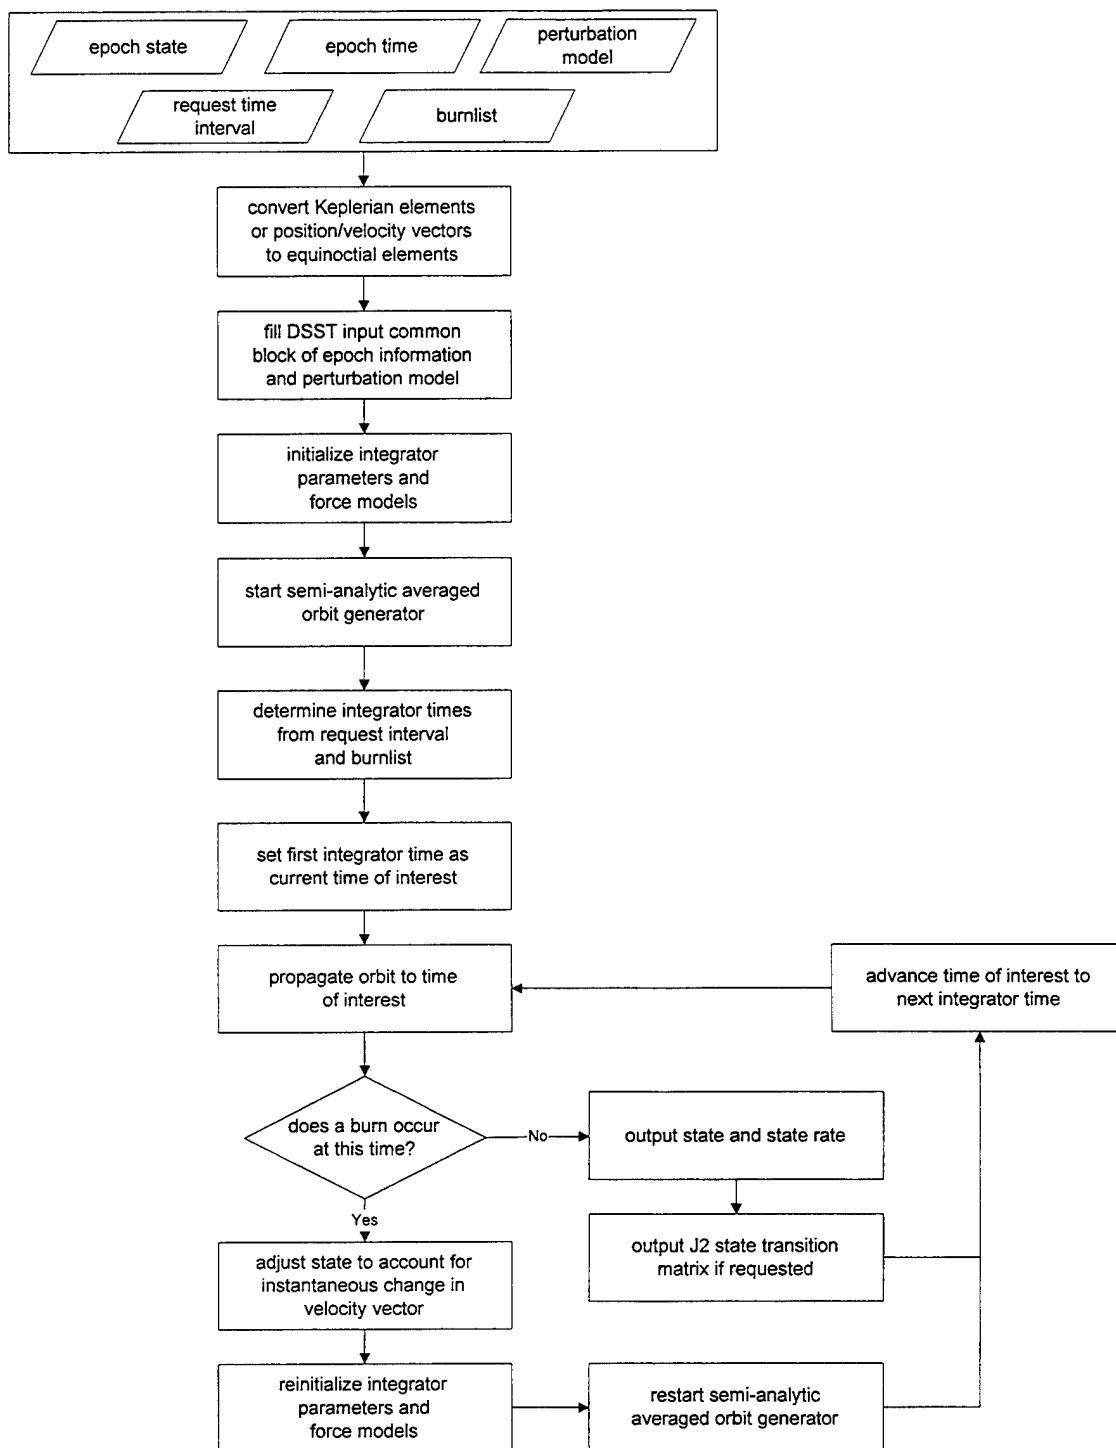 epoch state
epoch time
perturbation
model
request time
interval
burnlist
convert Keplerian elements
or position/velocity vectors
to equinoctial elements
fill DSST input common
block of epoch information
and perturbation model
initialize integrator
parameters and
force models
start semi-analytic averaged
orbit generator
determine integrator times
from request interval
and burnlist
set first integrator time as
current time of interest
propagate orbit to time
of interest
advance time of interest to
next integrator time
does a burn occur
at this time?
No
output state and state rate
Yes
output J2 state transition
matrix if requested
adjust state to account for
instantaneous change in
velocity vector
reinitialize integrator
parameters and
force models
restart semi-analytic
averaged orbit generator